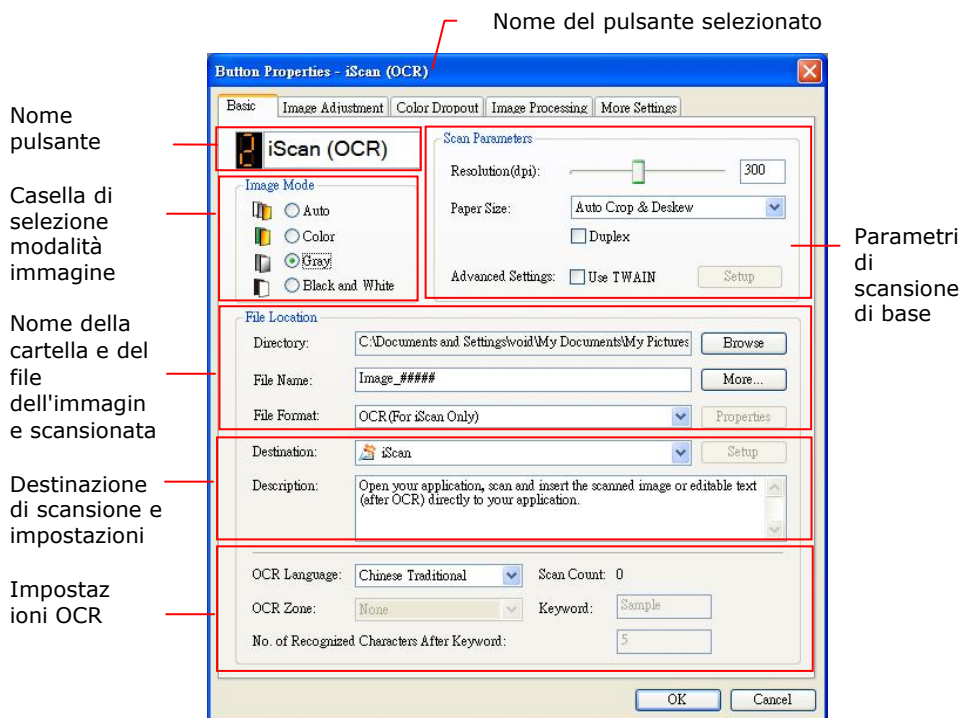 Nome del pulsante selezionato
Button Properties - iScan (OCR)
Basic
Image Adjustment
Color Dropout
Image Processing
More Settings
Nome
pulsante
2
iScan (OCR)
Casella di
selezione
modalità
immagine
Image Mode
Auto
Color
Gray
Black and White
Scan Parameters
Resolution(dpi):
300
Paper Size:
Auto Crop & Deskew
Duplex
Advanced Settings:
Use TWAIN
Setup
Parametri
di
scansione
di base
Nome della
cartella e del
file
dell'immagin
e scansionata
File Location
Directory:
C:\Documents and Settings\void\My Documents\My Pictures
Browse
File Name:
Image_#####
More...
File Format:
OCR(For iScan Only)
Properties
Destinazione
di scansione e
impostazioni
Destination:
iScan
Setup
Description:
Open your application, scan and insert the scanned image or editable text
(after OCR) directly to your application.
Impostaz
ioni OCR
OCR Language:
Chinese Traditional
Scan Count: 0
OCR Zone:
None
Keyword:
Sample
No. of Recognized Characters After Keyword:
5
OK
Cancel